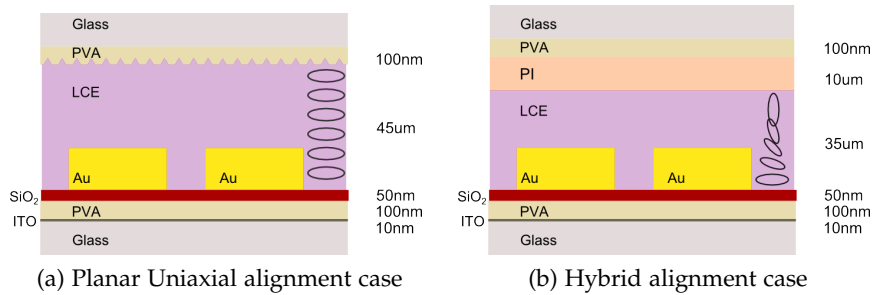 Glass
PVA
100nm
LCE
45um
Au
Au
SiO2
50nm
PVA
100nm
ITO
10nm
Glass
(a) Planar Uniaxial alignment case
Glass
PVA
100nm
PI
10um
LCE
35um
Au
Au
SiO2
50nm
PVA
100nm
ITO
10nm
Glass
(b) Hybrid alignment case